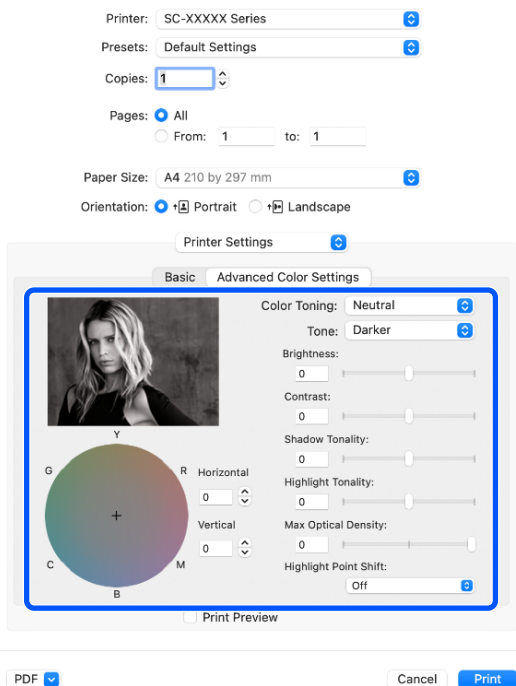 Printer: SC-XXXXX Series
Presets: Default Settings
Copies: 1
Pages: All
From: 1 to: 1
Paper Size: A4 210 by 297 mm
Orientation: Portrait Landscape
Printer Settings
Basic Advanced Color Settings
Color Toning: Neutral
Tone: Darker
Brightness:
0
Contrast:
0
Shadow Tonality:
0
Highlight Tonality:
0
Max Optical Density:
0
Highlight Point Shift:
Off
Y
G R
C M
B
Horizontal
0
Vertical
0
Print Preview
PDF Cancel Print